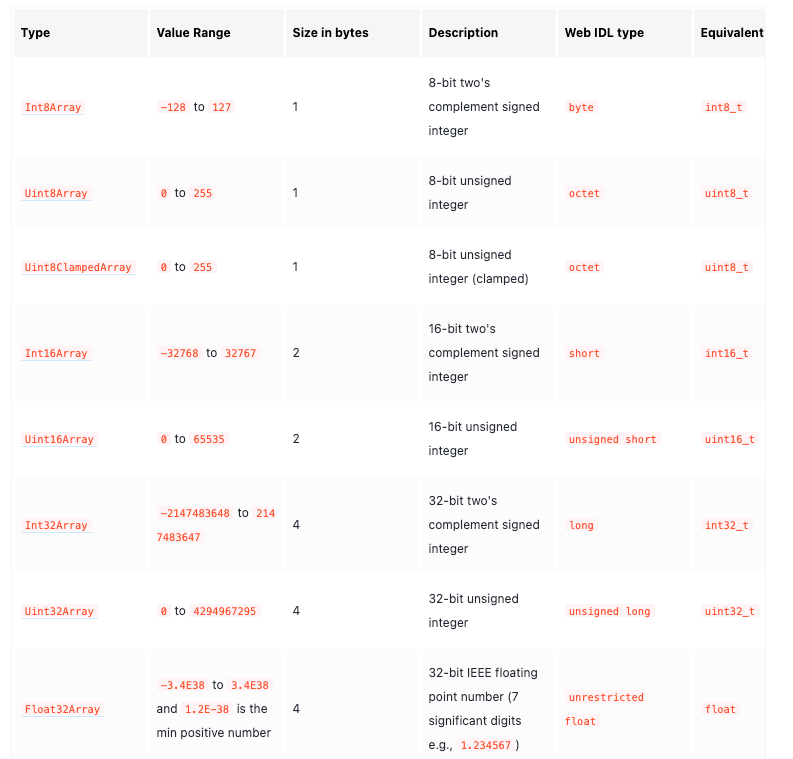 Type Value Range Size in bytes Description Web IDL type Equivalent
8-bit two's
Int8Array -128 to 127 1 complement signed byte int8_t
integer
8-bit unsigned
Uint8Array 0 to 255 1 octet uint8_t
integer
8-bit unsigned
Uint8ClampedArray 0 to 255 1 octet uint8_t
integer (clamped)
16-bit two's
Int16Array -32768 to 32767 2 complement signed short int16_t
integer
16-bit unsigned
Uint16Array 0 to 65535 2 unsigned short uint16_t
integer
32-bit two's
-2147483648 to 214
Int32Array 4 complement signed long int32_t
7483647
integer
32-bit unsigned
Uint32Array 0 to 4294967295 4 unsigned long uint32_t
integer
32-bit IEEE floating
-3.4E38 to 3.4E38 point number (7 unrestricted
Float32Array and 1.2E-38 is the 4 significant digits float float
min positive number e.g., 1.234567 )